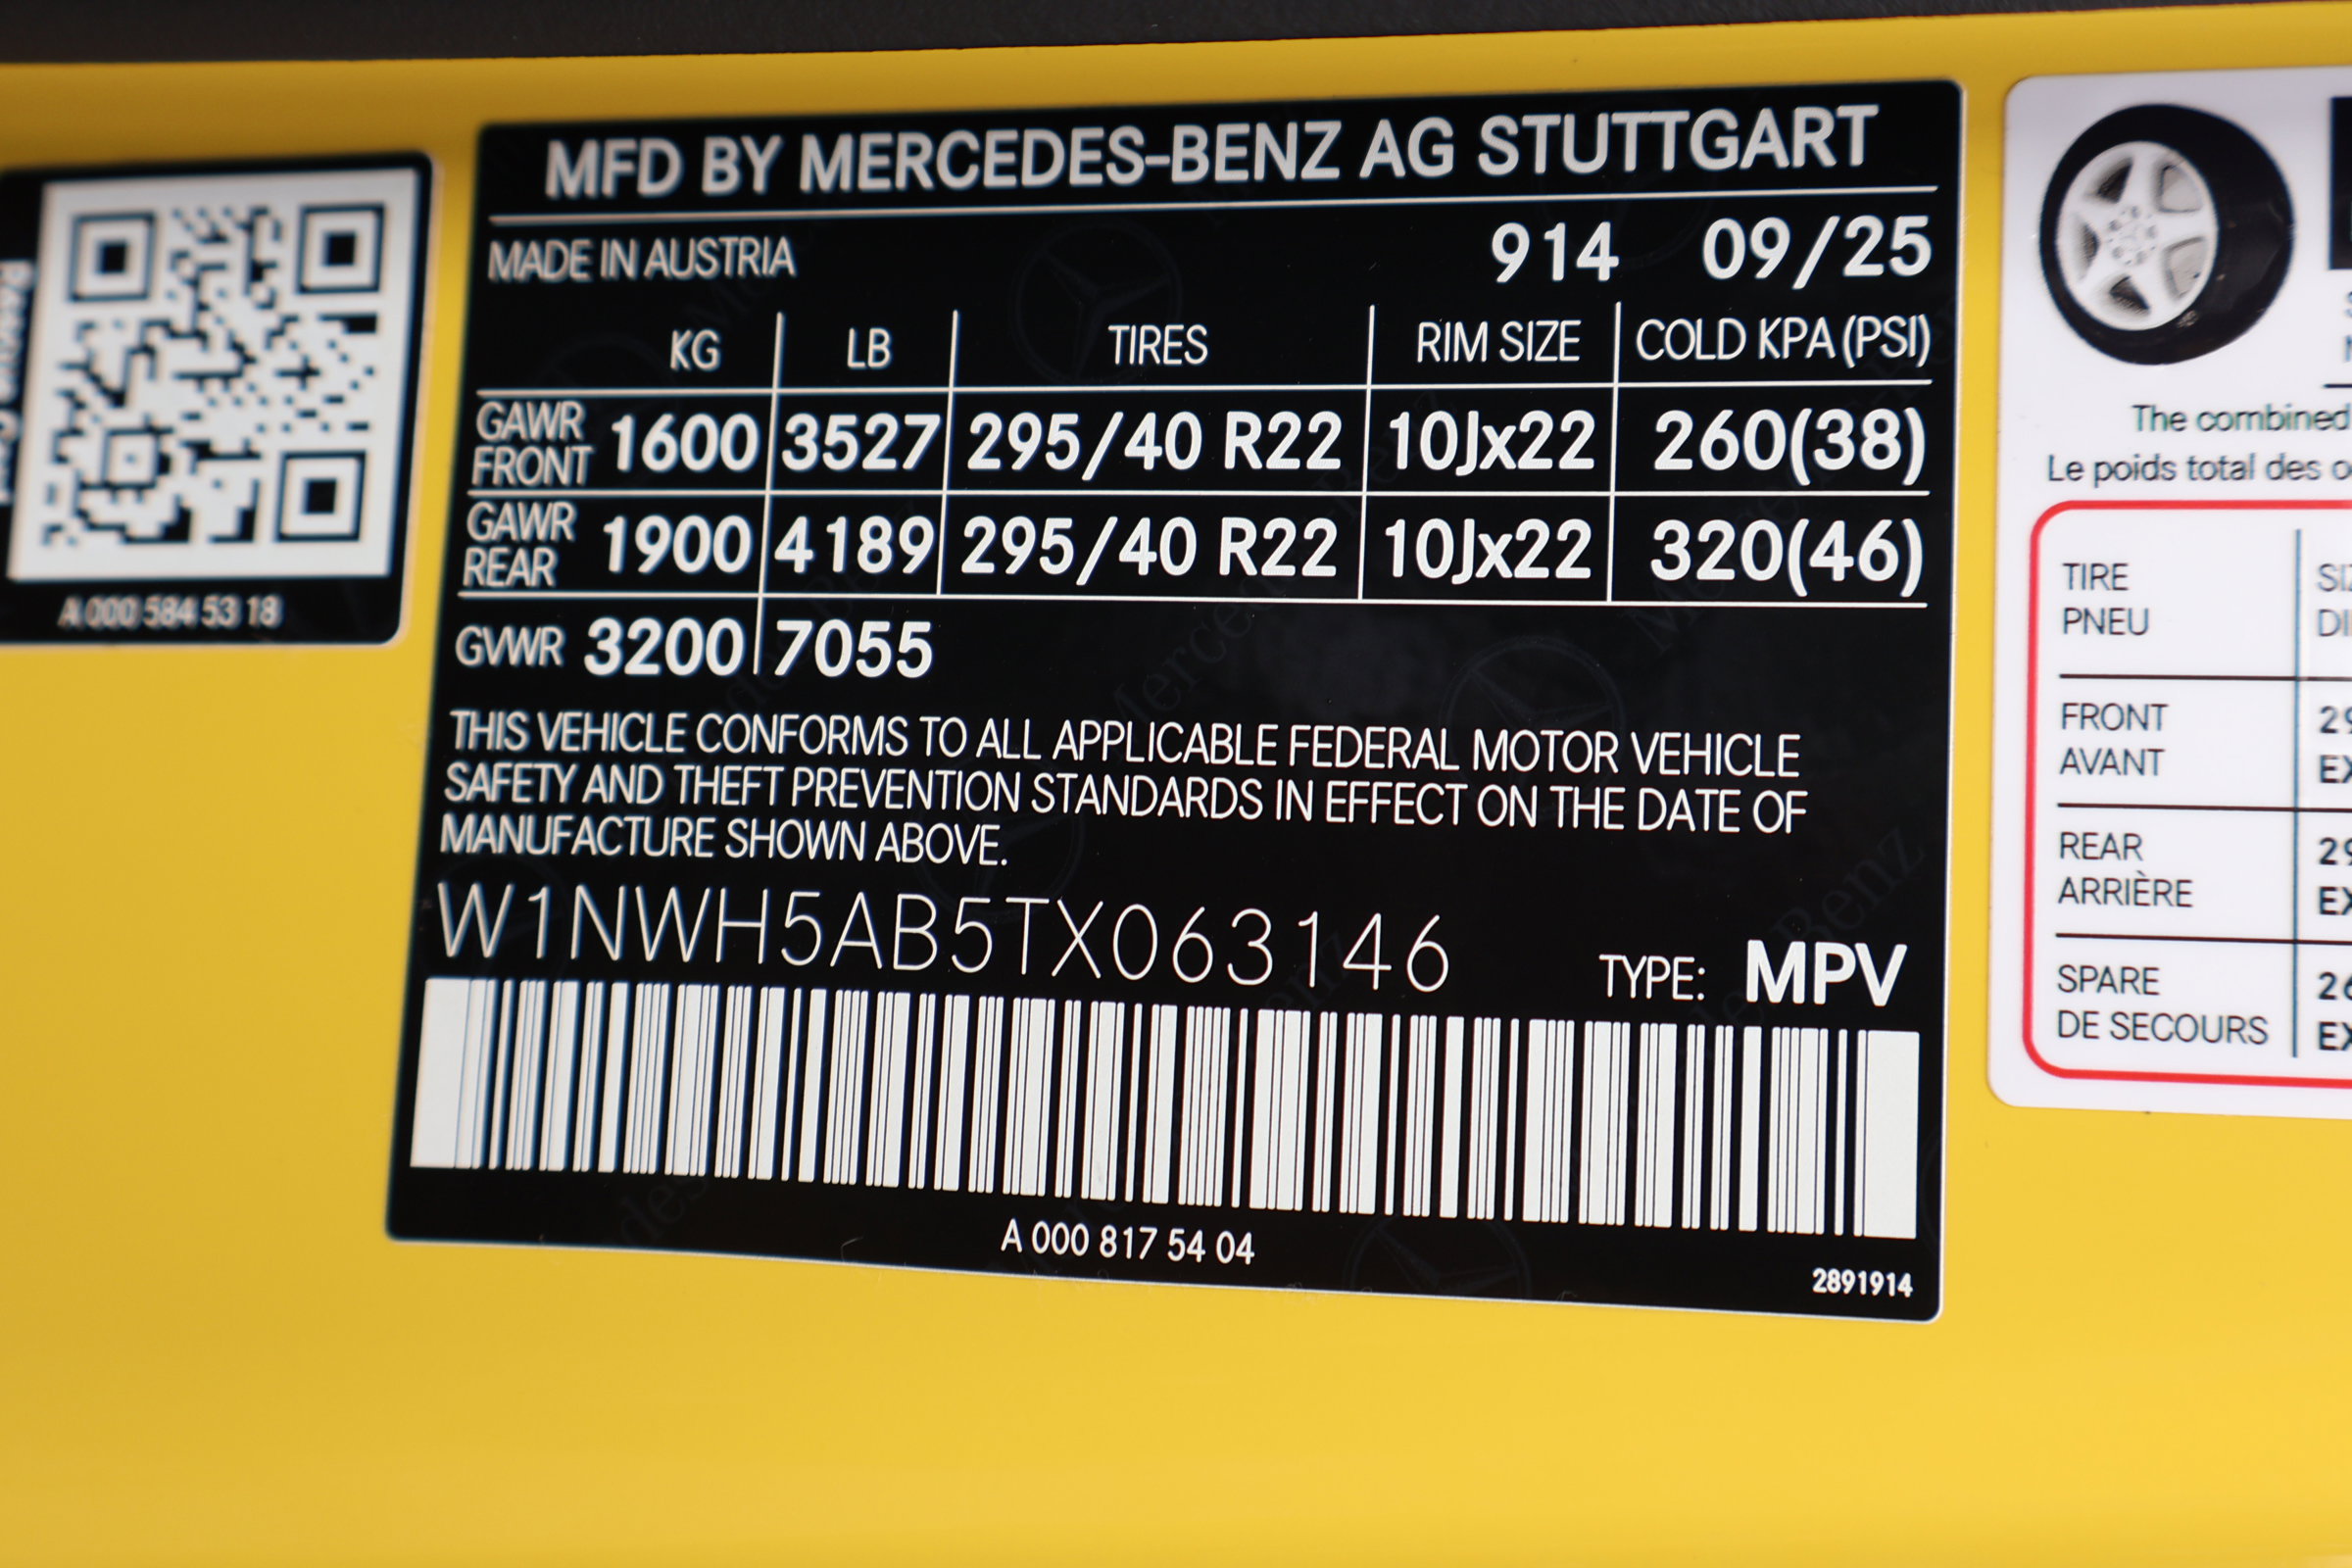 MFD BY MERCEDES-BENZ AG STUTTGART
MADE IN AUSTRIA 914 09/25
KG LB TIRES RIM SIZE COLD KPA (PSI)
GAWR FRONT 1600 3527 295/40 R22 10Jx22 260(38)
GAWR REAR 1900 4189 295/40 R22 10Jx22 320(46)
GVWR 3200 7055
THIS VEHICLE CONFORMS TO ALL APPLICABLE FEDERAL MOTOR VEHICLE
SAFETY AND THEFT PREVENTION STANDARDS IN EFFECT ON THE DATE OF
MANUFACTURE SHOWN ABOVE.
W1NWH5AB5TX063146 TYPE: MPV
A 000 817 54 04
2891914
A 000 584 53 18
The combined
Le poids total des
TIRE
PNEU
FRONT
AVANT
REAR
ARRIÈRE
SPARE
DE SECOURS